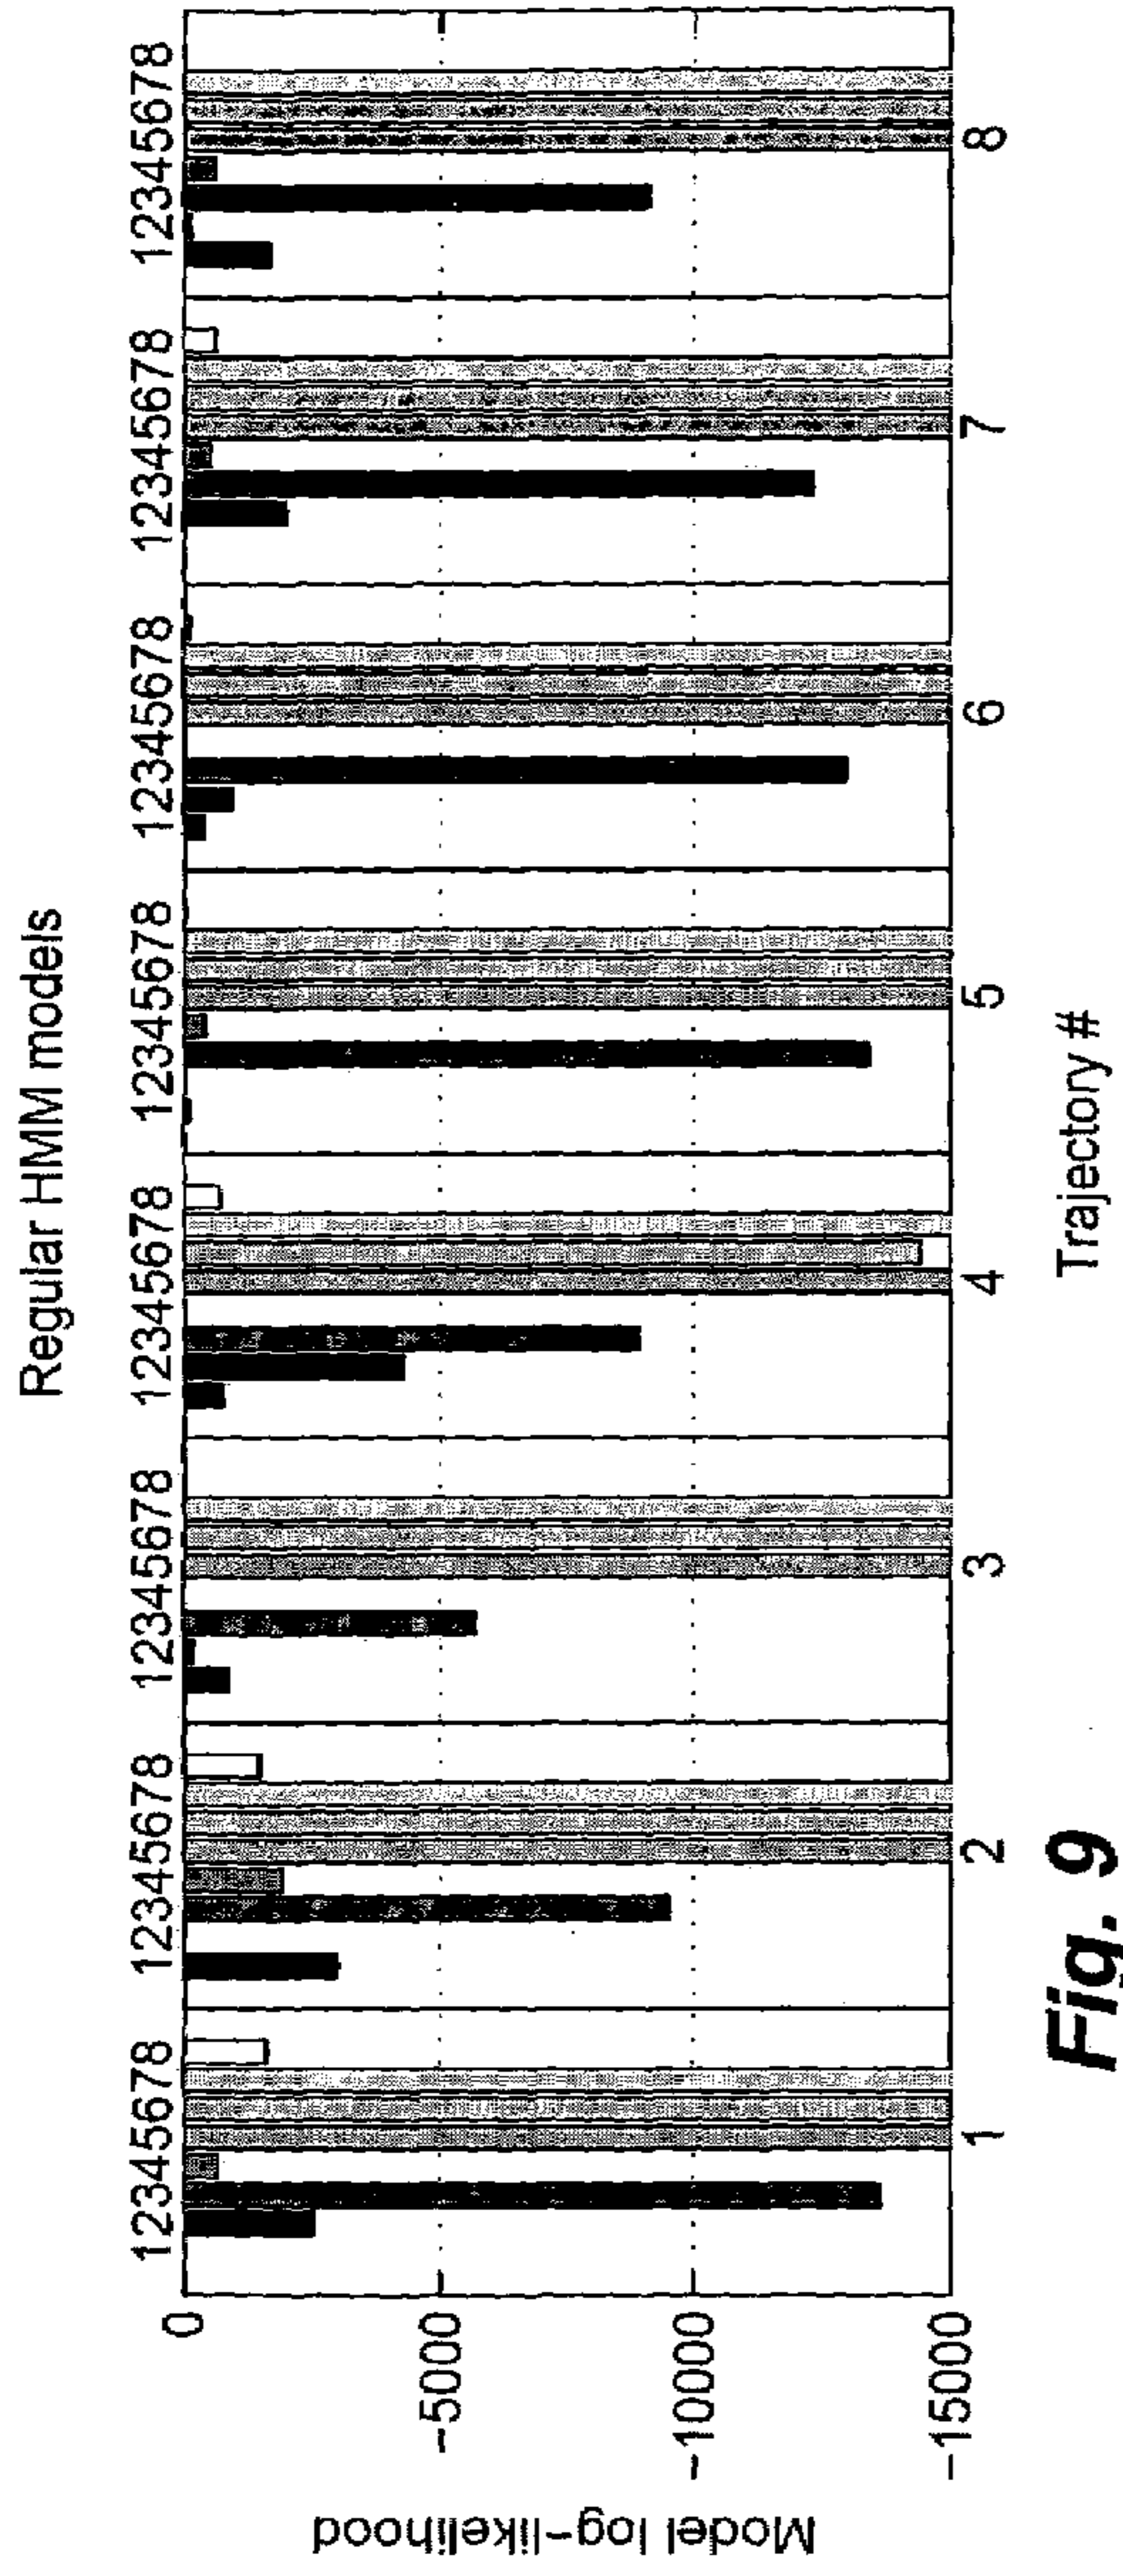 Regular HMM models
12345678 12345678 12345678 12345678 12345678 12345678 12345678 12345678
0
-5000
-10000
-15000
Model log-likelihood
1 2 3 4 5 6 7 8
Trajectory #
Fig. 9